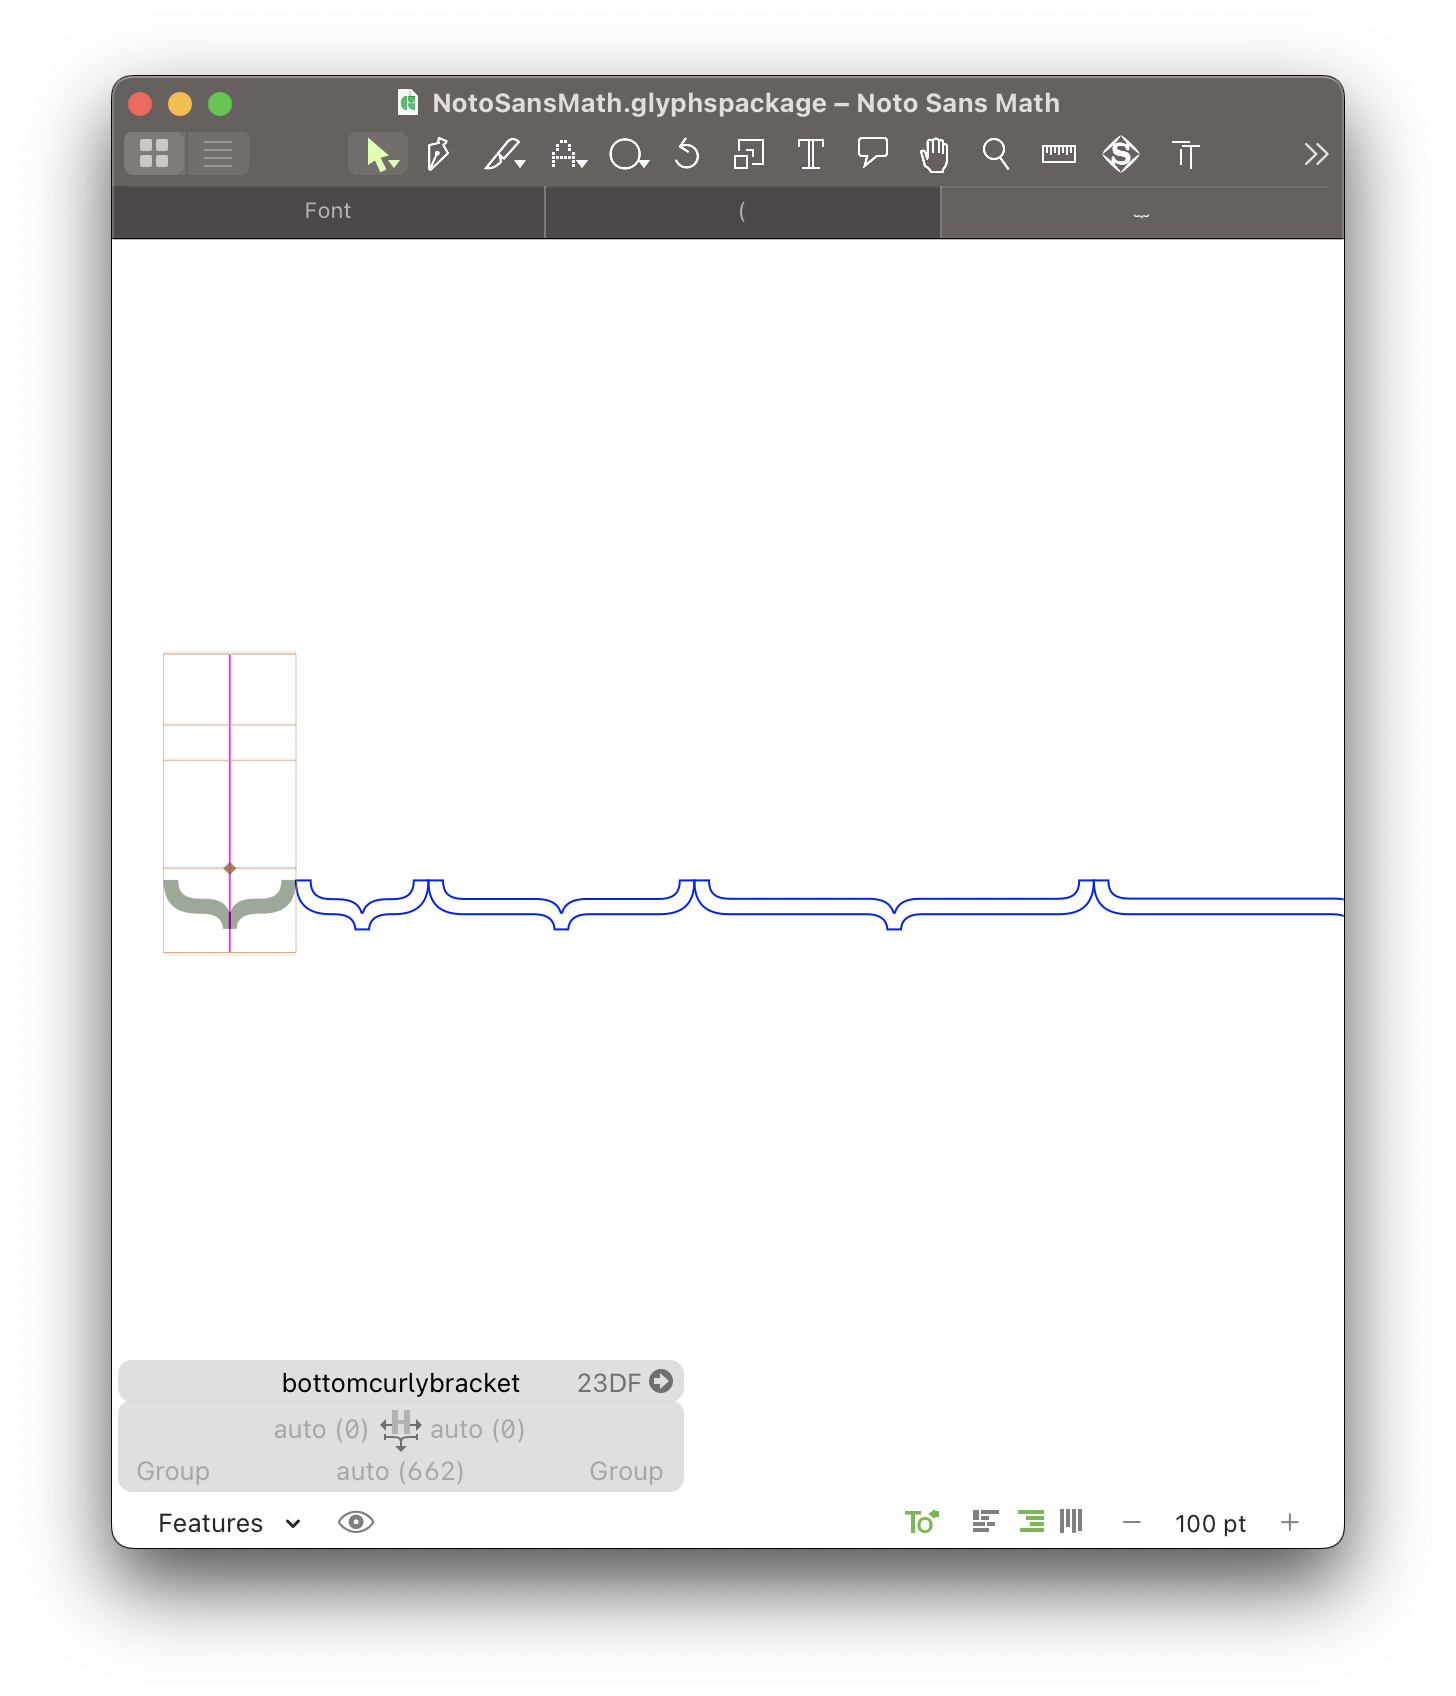 NotoSansMath.glyphspackage – Noto Sans Math
Font
(
⏟
bottomcurlybracket 23DF
auto (0) H auto (0)
Group auto (662) Group
Features
To
100 pt